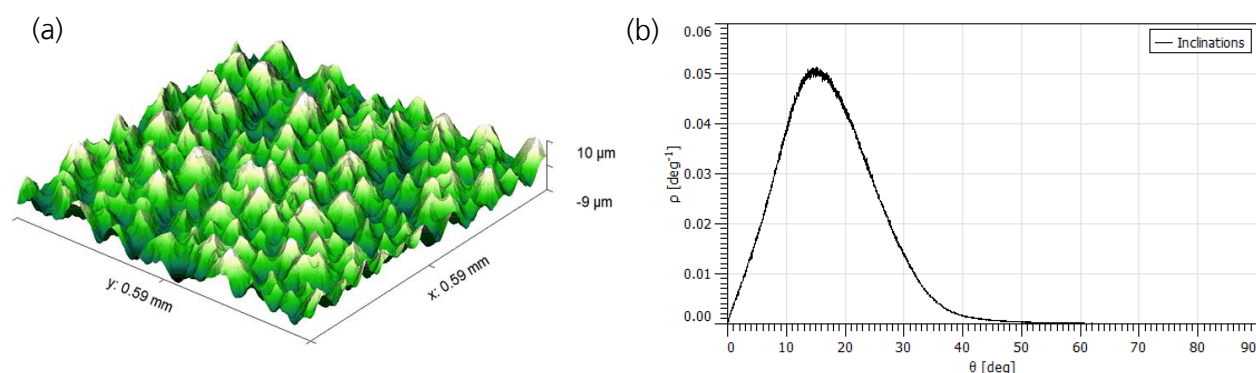 (a)
10 µm
-9 µm
y: 0.59 mm
x: 0.59 mm
(b)
Inclinations
0.06
0.05
0.04
0.03
0.02
0.01
0.00
ρ [deg⁻¹]
0 10 20 30 40 50 60 70 80 90
θ [deg]